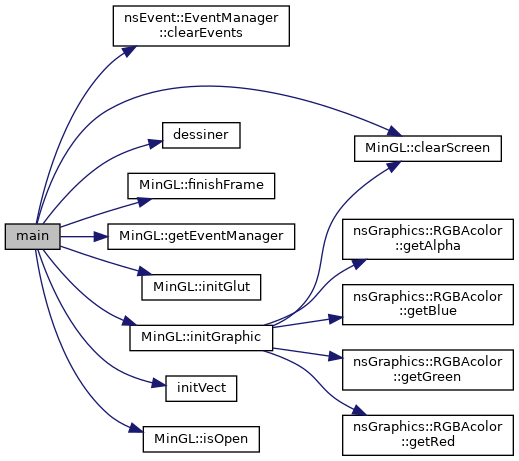 nsEvent::EventManager
::clearEvents
MinGL::clearScreen
dessiner
MinGL::finishFrame
main
MinGL::getEventManager
nsGraphics::RGBAcolor
::getAlpha
MinGL::initGlut
nsGraphics::RGBAcolor
::getBlue
MinGL::initGraphic
nsGraphics::RGBAcolor
::getGreen
initVect
nsGraphics::RGBAcolor
::getRed
MinGL::isOpen